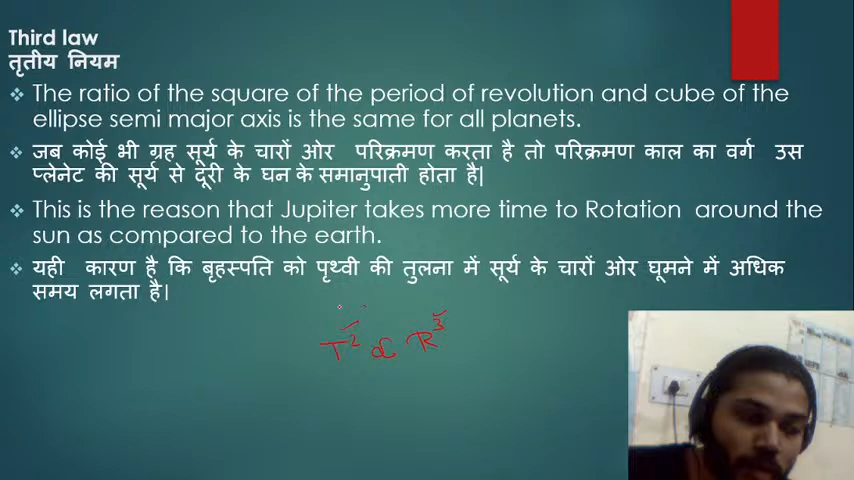 Third law
तृतीय नियम
❖ The ratio of the square of the period of revolution and cube of the
ellipse semi major axis is the same for all planets.
❖ जब कोई भी ग्रह सूर्य के चारों ओर परिक्रमण करता है तो परिक्रमण काल का वर्ग उस
प्लेनेट की सूर्य से दूरी के घन के समानुपाती होता है|
❖ This is the reason that Jupiter takes more time to Rotation around the
sun as compared to the earth.
❖ यही कारण है कि बृहस्पति को पृथ्वी की तुलना में सूर्य के चारों ओर घूमने में अधिक
समय लगता है।
T² ∝ R³